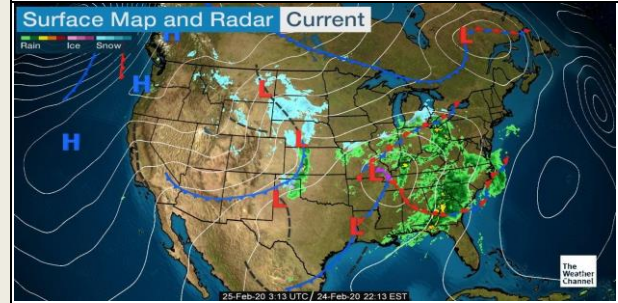 Surface Map and Radar Current
Rain Ice Snow
H
H
H
L
L
L
L
L
L
The
Weather
Channel
25-Feb-20 3:13 UTC / 24-Feb-20 22:13 EST